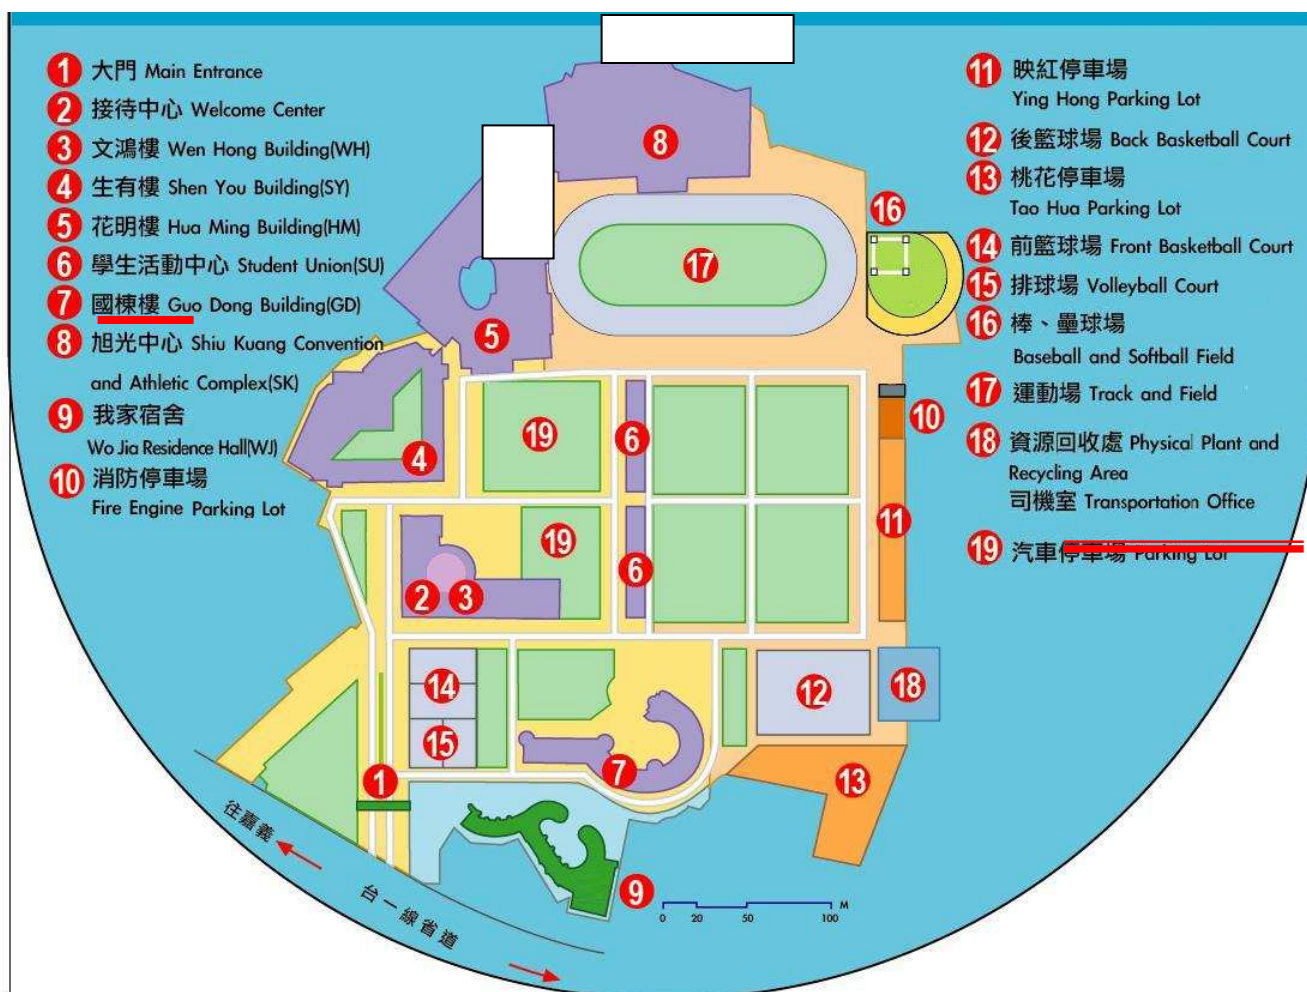 1 大門 Main Entrance
2 接待中心 Welcome Center
3 文鴻樓 Wen Hong Building(WH)
4 生有樓 Shen You Building(SY)
5 花明樓 Hua Ming Building(HM)
6 學生活動中心 Student Union(SU)
7 國棟樓 Guo Dong Building(GD)
8 旭光中心 Shiu Kuang Convention
and Athletic Complex(SK)
9 我家宿舍
Wo Jia Residence Hall(WJ)
10 消防停車場
Fire Engine Parking Lot
11 映紅停車場
Ying Hong Parking Lot
12 後籃球場 Back Basketball Court
13 桃花停車場
Tao Hua Parking Lot
14 前籃球場 Front Basketball Court
15 排球場 Volleyball Court
16 棒、壘球場
Baseball and Softball Field
17 運動場 Track and Field
18 資源回收處 Physical Plant and
Recycling Area
司機室 Transportation Office
19 汽車停車場 Parking Lot
8
16
17
5
19
6
10
4
11
19
6
2
3
14
12
18
15
7
1
13
9
往嘉義
台一線省道
0 20 50 100 M